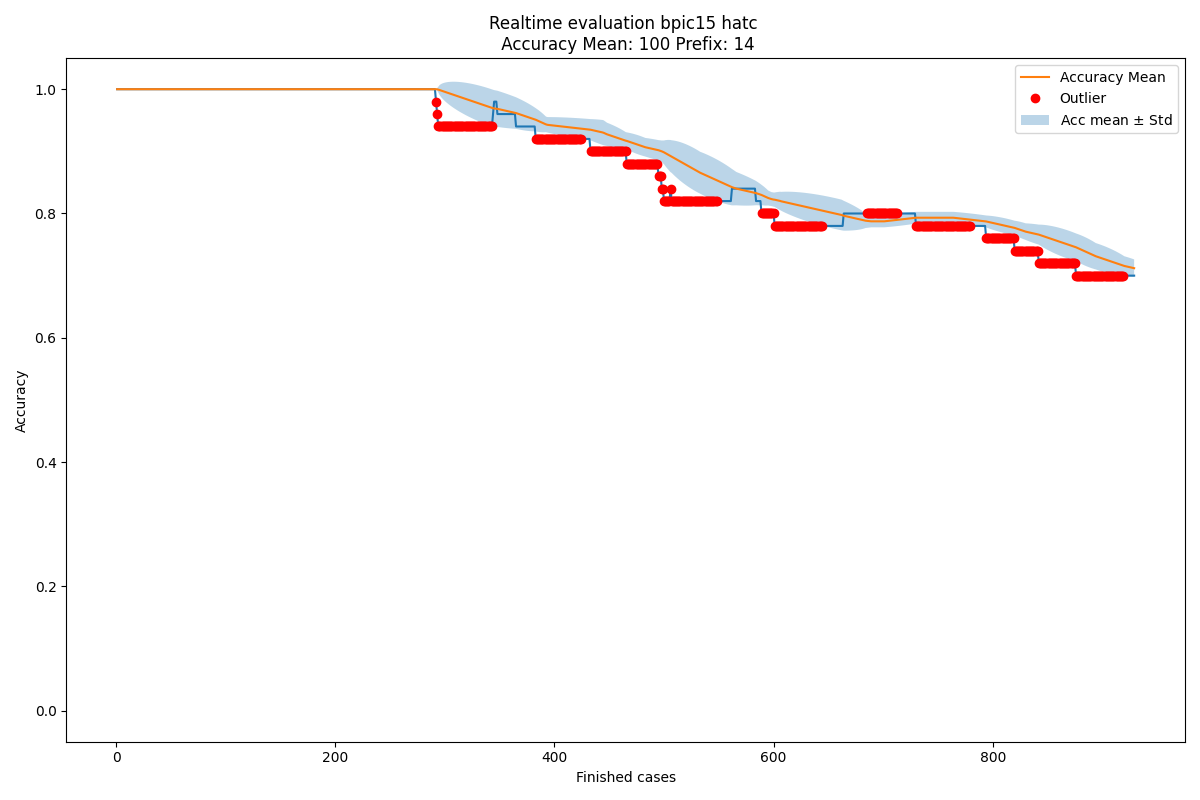 Realtime evaluation bpic15 hatc
Accuracy Mean: 100 Prefix: 14
Accuracy Mean
Outlier
Acc mean ± Std
1.0
0.8
0.6
0.4
0.2
0.0
Accuracy
0 200 400 600 800
Finished cases